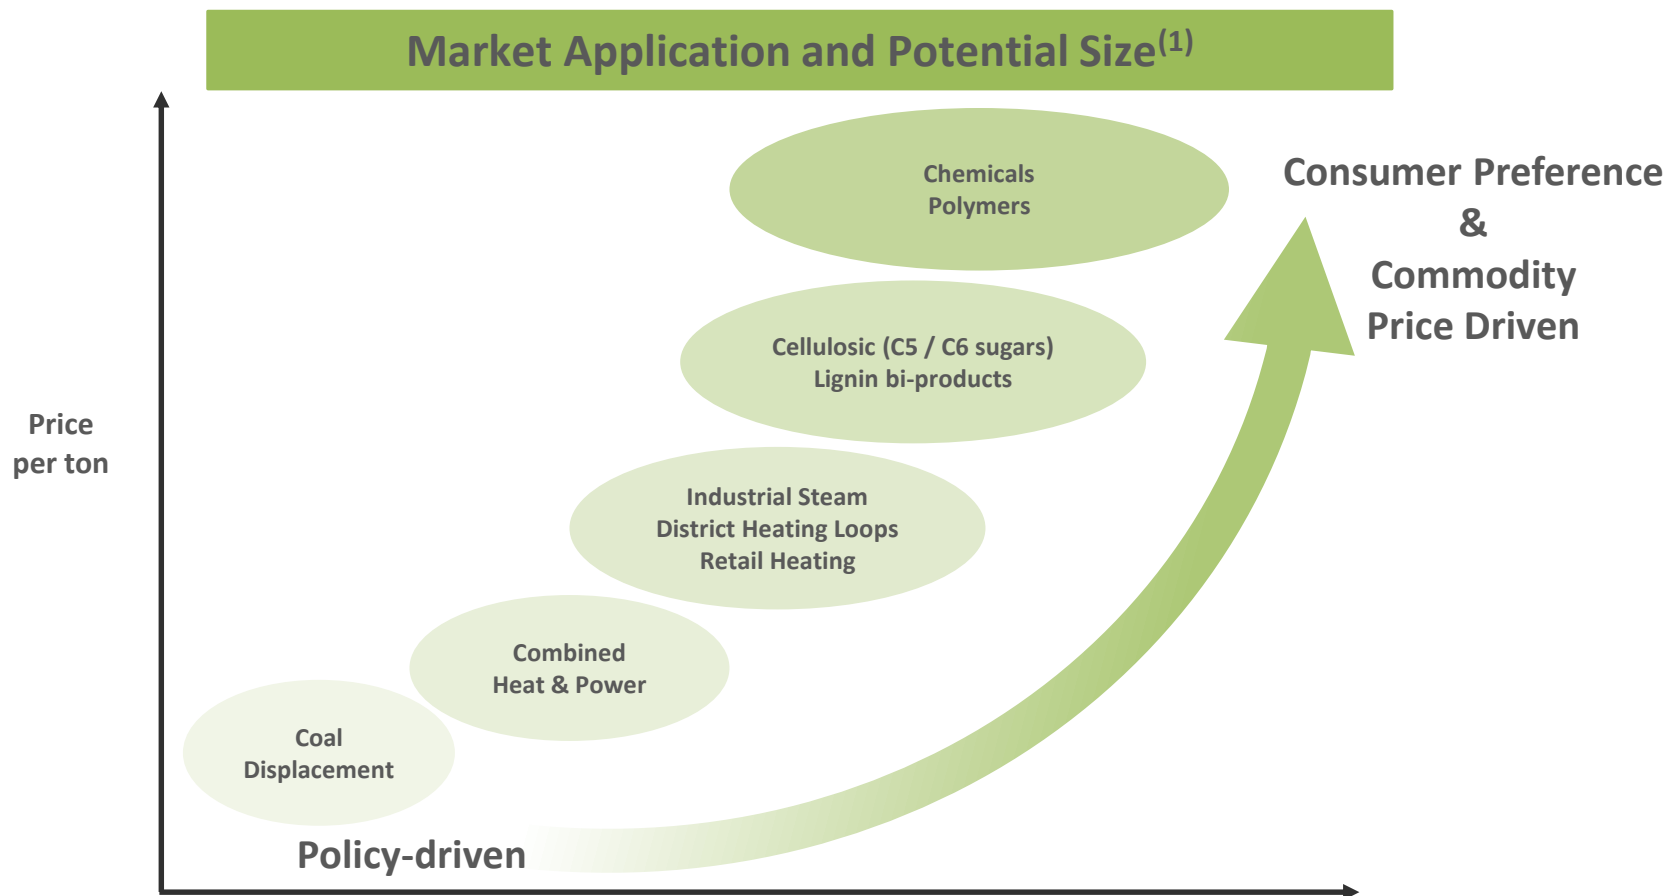 Market Application and Potential Size(1)
Chemicals
Polymers
Consumer Preference
&
Commodity
Price Driven
Cellulosic (C5 / C6 sugars)
Lignin bi-products
Price
per ton
Industrial Steam
District Heating Loops
Retail Heating
Combined
Heat & Power
Coal
Displacement
Policy-driven